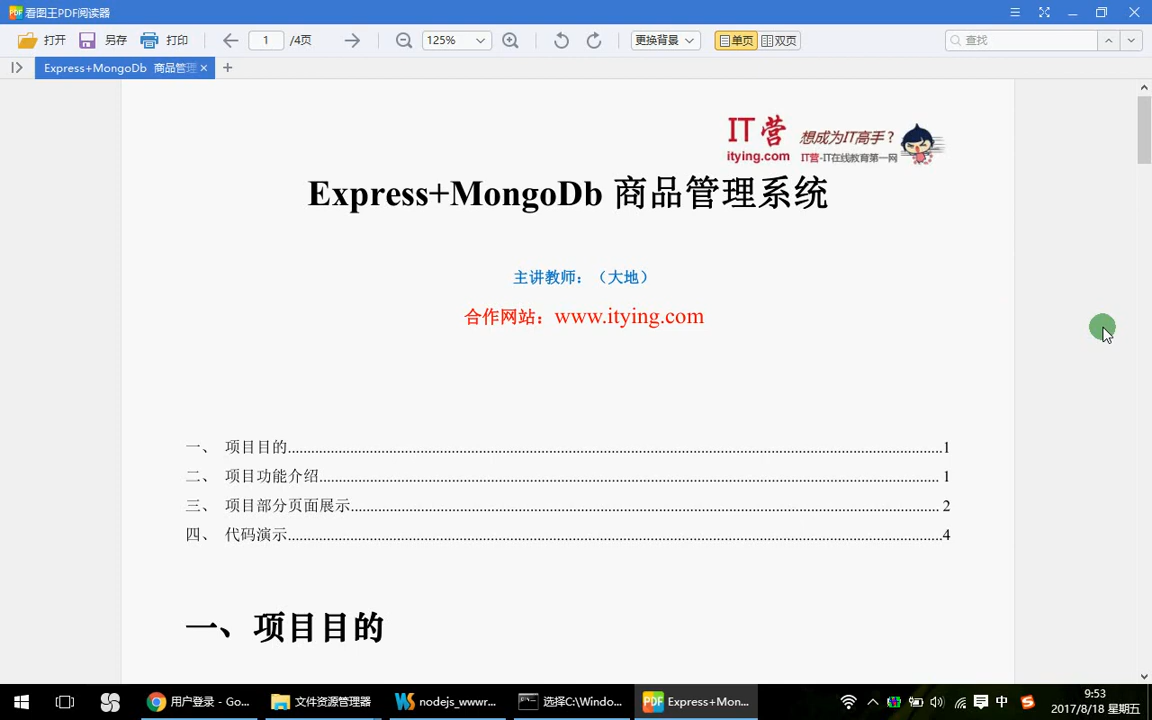 看图王PDF阅读器
打开 另存 打印 1 /4页 125% 更换背景 单页 双页 查找
Express+MongoDb 商品管理
IT营 想成为IT高手?
itying.com IT营-IT在线教育第一网
Express+MongoDb 商品管理系统
主讲教师：（大地）
合作网站：www.itying.com
一、 项目目的........................................1
二、 项目功能介绍........................................ 1
三、 项目部分页面展示........................................ 2
四、 代码演示........................................4
一、项目目的
用户登录 - Go... 文件资源管理器 nodejs_wwwr... 选择C:\Windo... Express+Mon... 中 9:53
2017/8/18 星期五